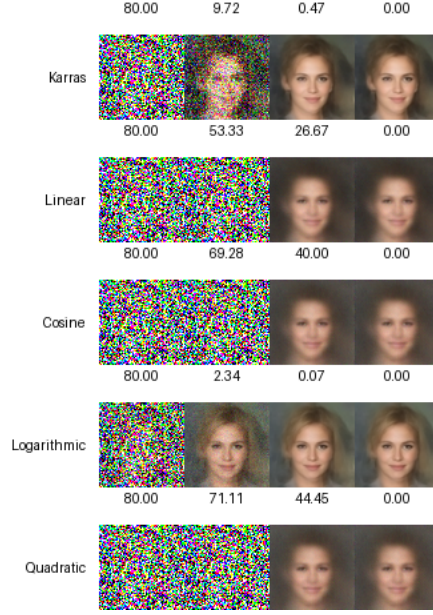 80.00 9.72 0.47 0.00
Karras
80.00 53.33 26.67 0.00
Linear
80.00 69.28 40.00 0.00
Cosine
80.00 2.34 0.07 0.00
Logarithmic
80.00 71.11 44.45 0.00
Quadratic